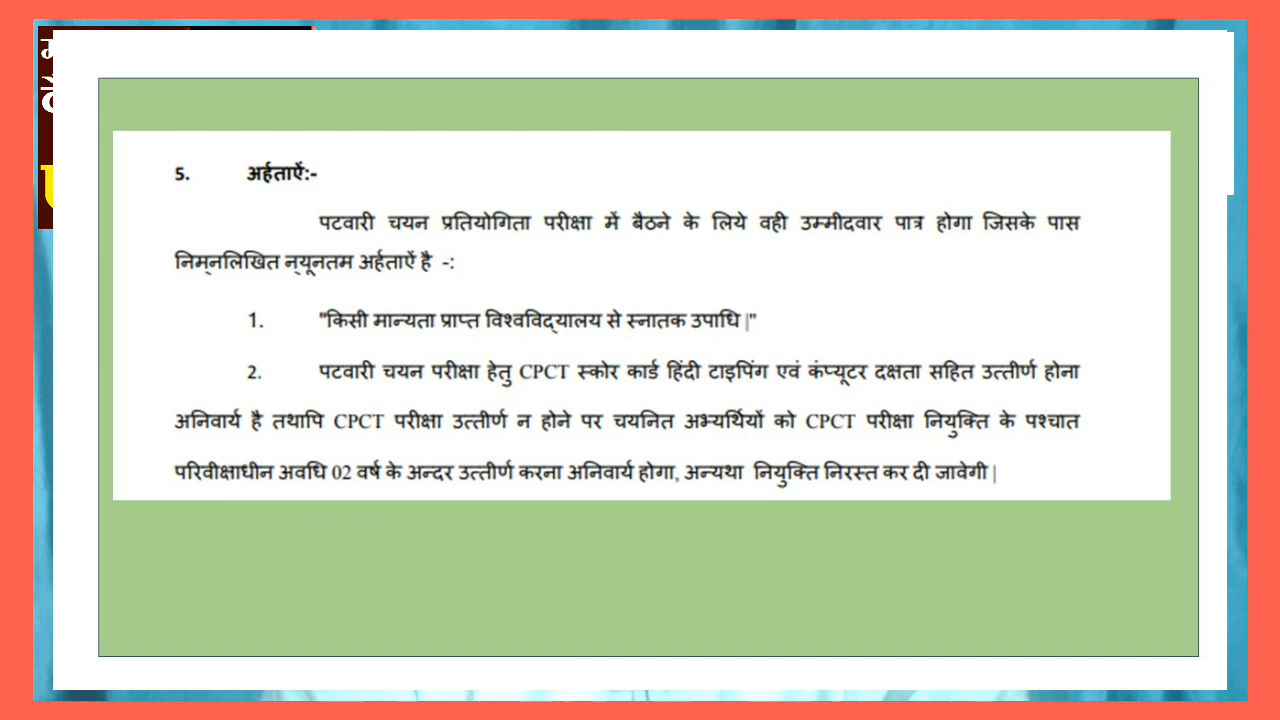 5. अर्हताऐं:-
पटवारी चयन प्रतियोगिता परीक्षा में बैठने के लिये वही उम्मीदवार पात्र होगा जिसके पास
निम्नलिखित न्यूनतम अर्हताऐं है -:
1. "किसी मान्यता प्राप्त विश्वविद्यालय से स्नातक उपाधि |"
2. पटवारी चयन परीक्षा हेतु CPCT स्कोर कार्ड हिंदी टाइपिंग एवं कंप्यूटर दक्षता सहित उत्तीर्ण होना
अनिवार्य है तथापि CPCT परीक्षा उत्तीर्ण न होने पर चयनित अभ्यर्थियों को CPCT परीक्षा नियुक्ति के पश्चात
परिवीक्षाधीन अवधि 02 वर्ष के अन्दर उत्तीर्ण करना अनिवार्य होगा, अन्यथा नियुक्ति निरस्त कर दी जावेगी |